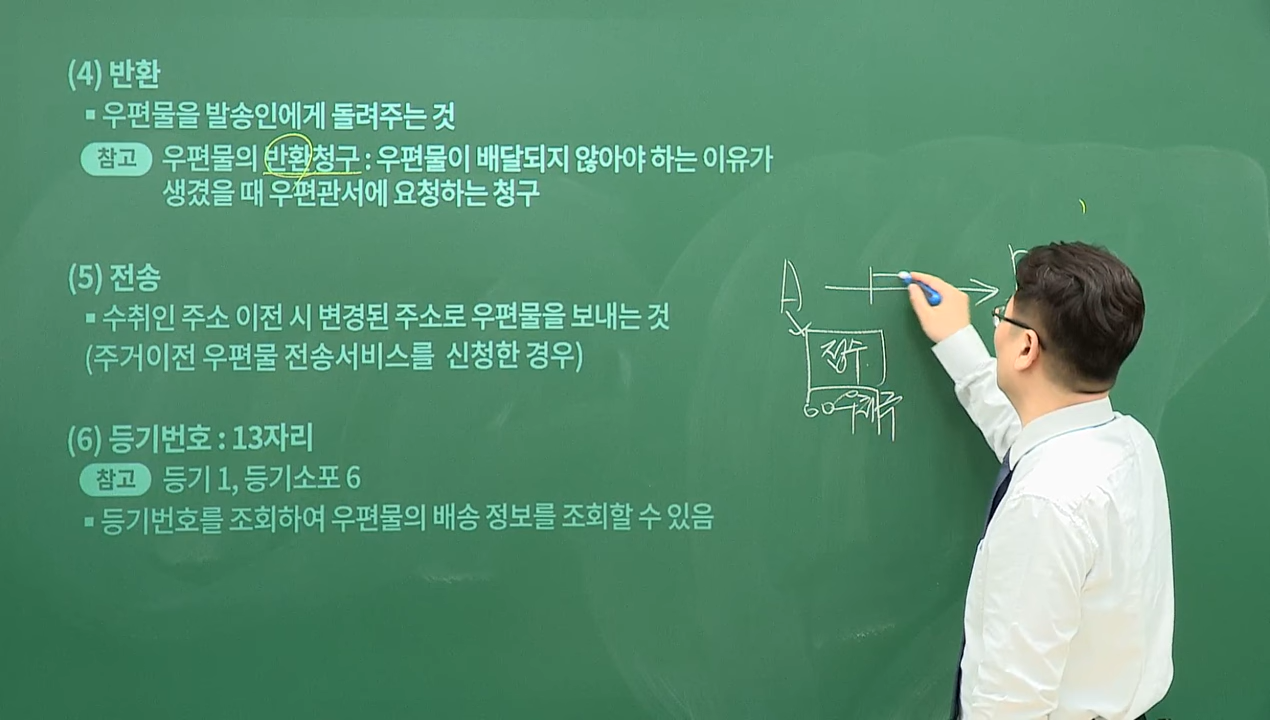 (4) 반환
▪ 우편물을 발송인에게 돌려주는 것
참고 우편물의 반환청구 : 우편물이 배달되지 않아야 하는 이유가
생겼을 때 우편관서에 요청하는 청구
(5) 전송
▪ 수취인 주소 이전 시 변경된 주소로 우편물을 보내는 것
(주거이전 우편물 전송서비스를 신청한 경우)
(6) 등기번호 : 13자리
참고 등기 1, 등기소포 6
▪ 등기번호를 조회하여 우편물의 배송 정보를 조회할 수 있음
A
접수
00우체국